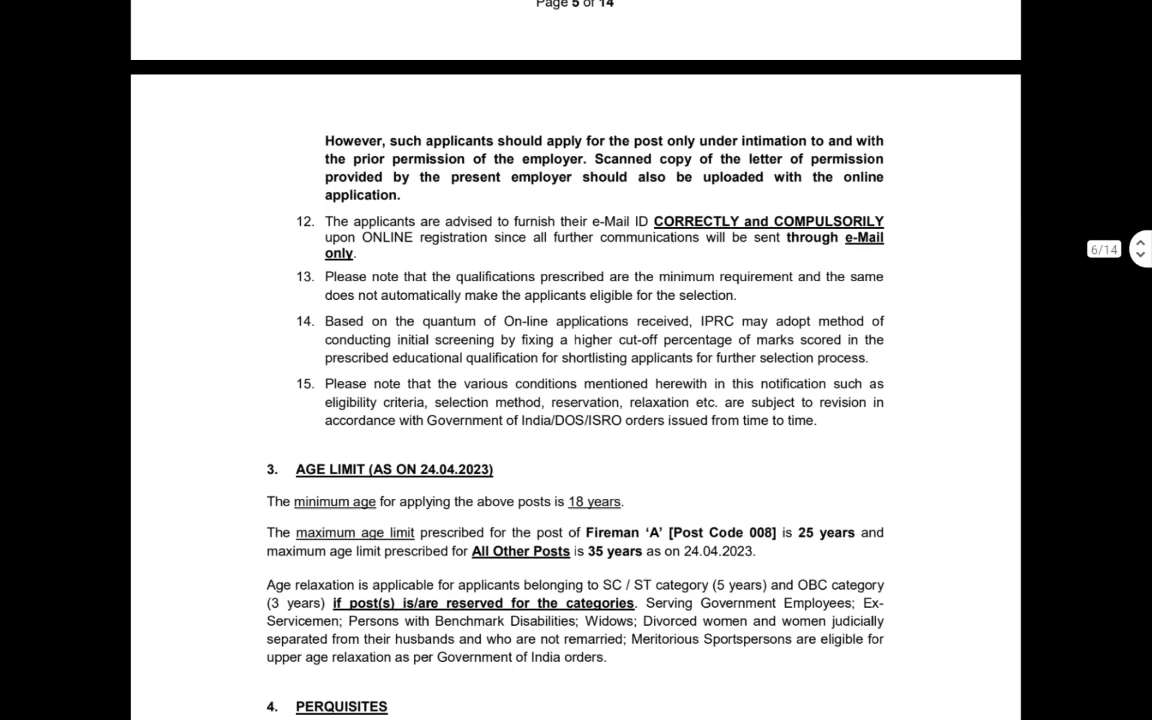 Page 5 of 14
However, such applicants should apply for the post only under intimation to and with
the prior permission of the employer. Scanned copy of the letter of permission
provided by the present employer should also be uploaded with the online
application.
12. The applicants are advised to furnish their e-Mail ID CORRECTLY and COMPULSORILY
upon ONLINE registration since all further communications will be sent through e-Mail
only.
13. Please note that the qualifications prescribed are the minimum requirement and the same
does not automatically make the applicants eligible for the selection.
6/14
14. Based on the quantum of On-line applications received, IPRC may adopt method of
conducting initial screening by fixing a higher cut-off percentage of marks scored in the
prescribed educational qualification for shortlisting applicants for further selection process.
15. Please note that the various conditions mentioned herewith in this notification such as
eligibility criteria, selection method, reservation, relaxation etc. are subject to revision in
accordance with Government of India/DOS/ISRO orders issued from time to time.
3. AGE LIMIT (AS ON 24.04.2023)
The minimum age for applying the above posts is 18 years.
The maximum age limit prescribed for the post of Fireman ‘A’ [Post Code 008] is 25 years and
maximum age limit prescribed for All Other Posts is 35 years as on 24.04.2023.
Age relaxation is applicable for applicants belonging to SC / ST category (5 years) and OBC category
(3 years) if post(s) is/are reserved for the categories. Serving Government Employees; Ex-
Servicemen; Persons with Benchmark Disabilities; Widows; Divorced women and women judicially
separated from their husbands and who are not remarried; Meritorious Sportspersons are eligible for
upper age relaxation as per Government of India orders.
4. PERQUISITES